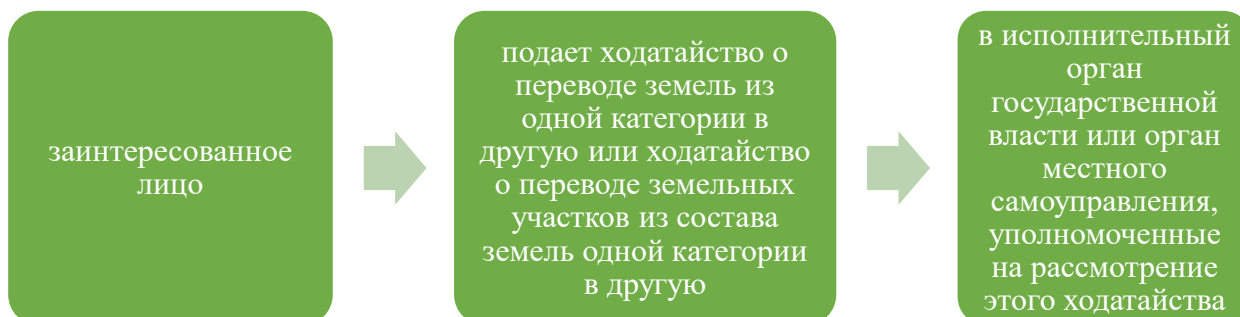 заинтересованное
лицо
подает ходатайство о
переводе земель из
одной категории в
другую или ходатайство
о переводе земельных
участков из состава
земель одной категории
в другую
в исполнительный
орган
государственной
власти или орган
местного
самоуправления,
уполномоченные
на рассмотрение
этого ходатайства